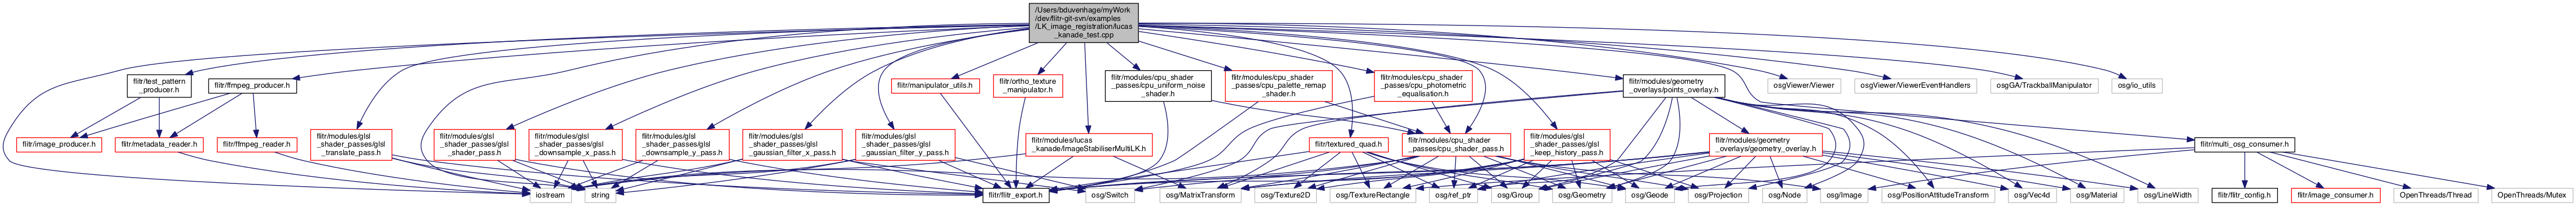 /Users/bduvenhage/myWork
/dev/flitr-git-svn/examples
/LK_image_registration/lucas
_kanade_test.cpp
flitr/test_pattern
_producer.h
flitr/ffmpeg_producer.h
flitr/manipulator_utils.h
flitr/ortho_texture
_manipulator.h
flitr/modules/cpu_shader
_passes/cpu_uniform_noise
_shader.h
flitr/modules/cpu_shader
_passes/cpu_palette_remap
_shader.h
flitr/modules/cpu_shader
_passes/cpu_photometric
_equalisation.h
flitr/modules/geometry
_overlays/points_overlay.h
osgViewer/Viewer
osgViewer/ViewerEventHandlers
osgGA/TrackballManipulator
osg/io_utils
flitr/image_producer.h
flitr/metadata_reader.h
flitr/ffmpeg_reader.h
flitr/modules/glsl
_shader_passes/glsl
_translate_pass.h
flitr/modules/glsl
_shader_passes/glsl
_shader_pass.h
flitr/modules/glsl
_shader_passes/glsl
_downsample_x_pass.h
flitr/modules/glsl
_shader_passes/glsl
_downsample_y_pass.h
flitr/modules/glsl
_shader_passes/glsl
_gaussian_filter_x_pass.h
flitr/modules/glsl
_shader_passes/glsl
_gaussian_filter_y_pass.h
flitr/modules/lucas
_kanade/ImageStabiliserMultiLK.h
flitr/textured_quad.h
flitr/modules/cpu_shader
_passes/cpu_shader_pass.h
flitr/modules/glsl
_shader_passes/glsl
_keep_history_pass.h
flitr/modules/geometry
_overlays/geometry_overlay.h
flitr/multi_osg_consumer.h
iostream
string
flitr/flitr_export.h
osg/Switch
osg/MatrixTransform
osg/Texture2D
osg/TextureRectangle
osg/ref_ptr
osg/Group
osg/Geometry
osg/Geode
osg/Projection
osg/Node
osg/Image
osg/PositionAttitudeTransform
osg/Vec4d
osg/Material
osg/LineWidth
flitr/flitr_config.h
flitr/image_consumer.h
OpenThreads/Thread
OpenThreads/Mutex